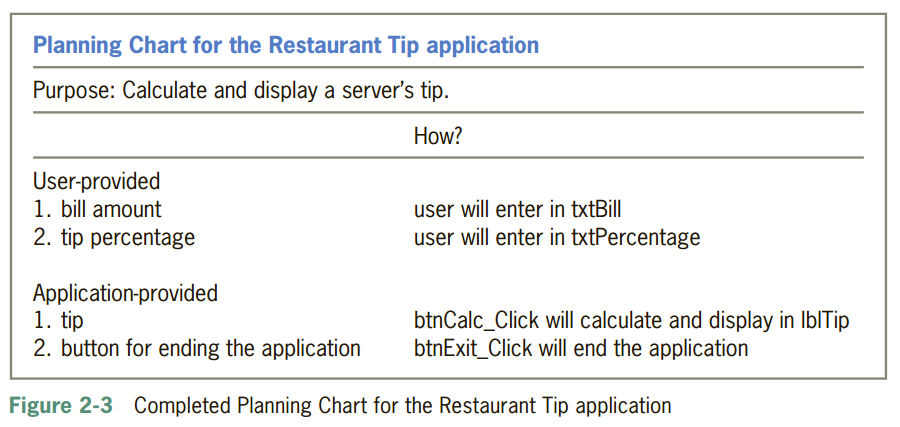 Planning Chart for the Restaurant Tip application
Purpose: Calculate and display a server's tip.
How?
User-provided
1. bill amount user will enter in txtBill
2. tip percentage user will enter in txtPercentage
Application-provided
1. tip btnCalc_Click will calculate and display in lblTip
2. button for ending the application btnExit_Click will end the application
Figure 2-3 Completed Planning Chart for the Restaurant Tip application